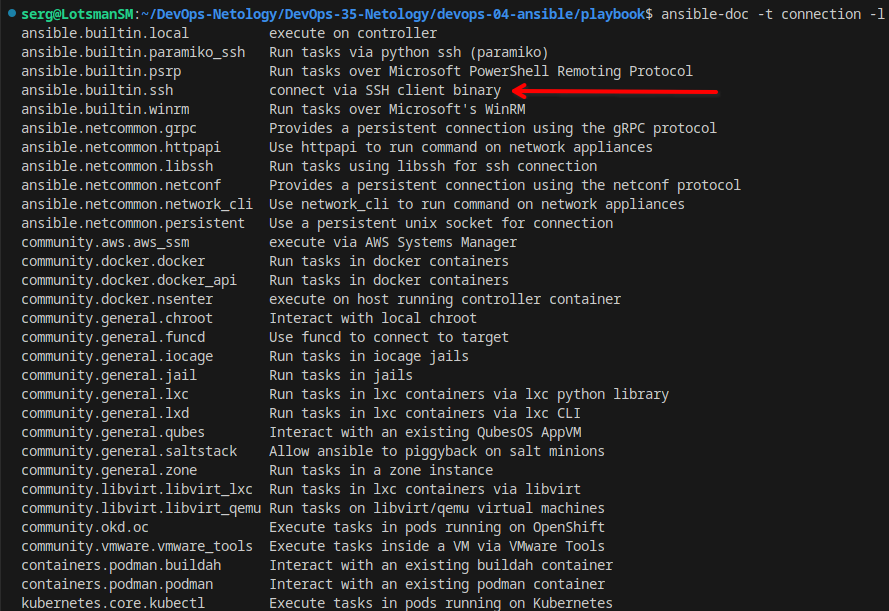 serg@LotsmanSM:~/DevOps-Netology/DevOps-35-Netology/devops-04-ansible/playbook$ ansible-doc -t connection -l
ansible.builtin.local          execute on controller
ansible.builtin.paramiko_ssh   Run tasks via python ssh (paramiko)
ansible.builtin.psrp           Run tasks over Microsoft PowerShell Remoting Protocol
ansible.builtin.ssh            connect via SSH client binary
ansible.builtin.winrm          Run tasks over Microsoft's WinRM
ansible.netcommon.grpc         Provides a persistent connection using the gRPC protocol
ansible.netcommon.httpapi      Use httpapi to run command on network appliances
ansible.netcommon.libssh       Run tasks using libssh for ssh connection
ansible.netcommon.netconf      Provides a persistent connection using the netconf protocol
ansible.netcommon.network_cli  Use network_cli to run command on network appliances
ansible.netcommon.persistent   Use a persistent unix socket for connection
community.aws.aws_ssm          execute via AWS Systems Manager
community.docker.docker        Run tasks in docker containers
community.docker.docker_api    Run tasks in docker containers
community.docker.nsenter       execute on host running controller container
community.general.chroot       Interact with local chroot
community.general.funcd        Use funcd to connect to target
community.general.iocage       Run tasks in iocage jails
community.general.jail         Run tasks in jails
community.general.lxc          Run tasks in lxc containers via lxc python library
community.general.lxd          Run tasks in lxc containers via lxc CLI
community.general.qubes        Interact with an existing QubesOS AppVM
community.general.saltstack    Allow ansible to piggyback on salt minions
community.general.zone         Run tasks in a zone instance
community.libvirt.libvirt_lxc  Run tasks in lxc containers via libvirt
community.libvirt.libvirt_qemu Run tasks on libvirt/qemu virtual machines
community.okd.oc               Execute tasks in pods running on OpenShift
community.vmware.vmware_tools  Execute tasks inside a VM via VMware Tools
containers.podman.buildah      Interact with an existing buildah container
containers.podman.podman       Interact with an existing podman container
kubernetes.core.kubectl        Execute tasks in pods running on Kubernetes